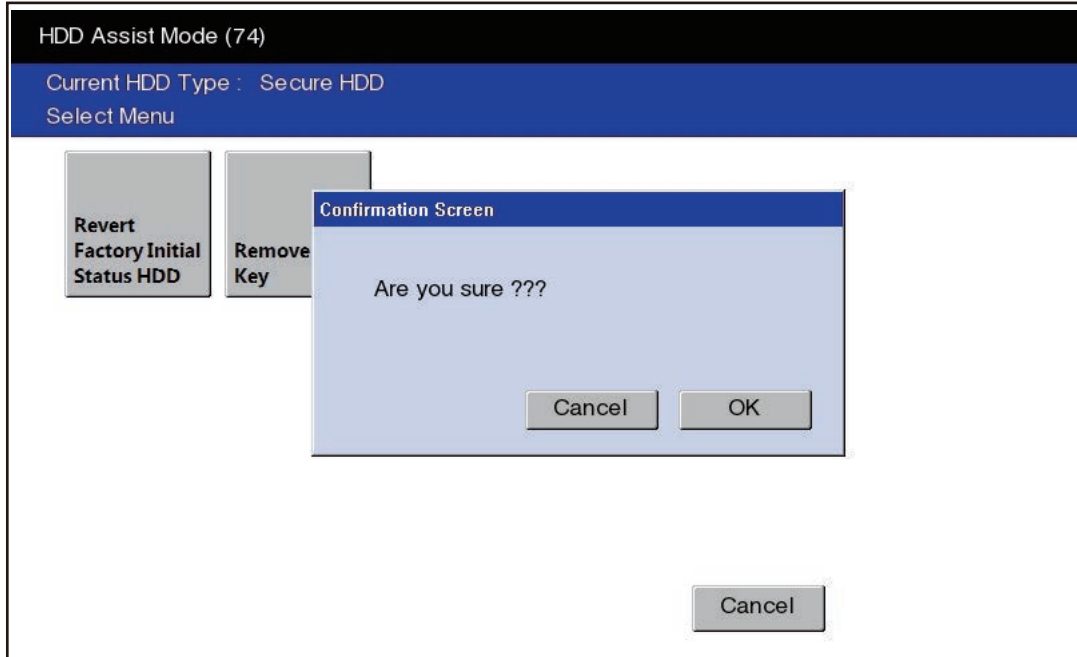 HDD Assist Mode (74)
Current HDD Type : Secure HDD
Select Menu
Revert
Factory Initial
Status HDD
Remove
Key
Confirmation Screen
Are you sure ???
Cancel
OK
Cancel